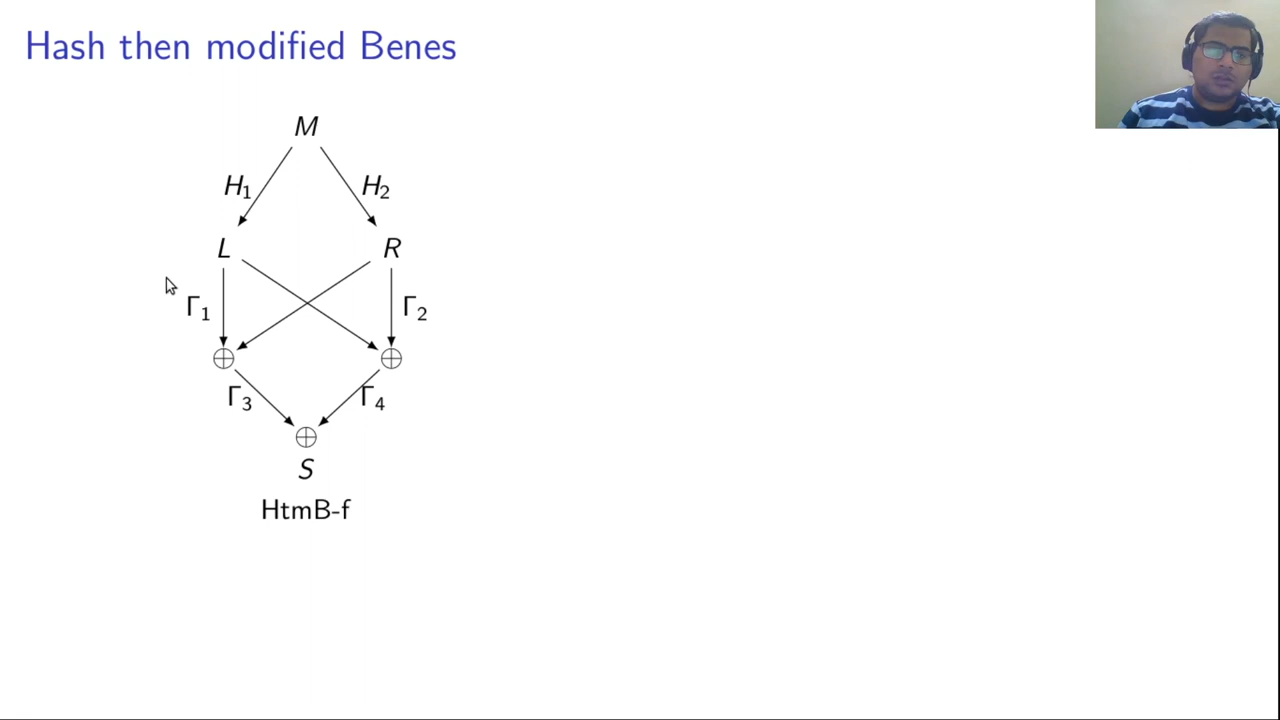 Hash then modified Benes
M
H₁ H₂
L R
Γ₁ Γ₂
Γ₃ Γ₄
S
HtmB-f